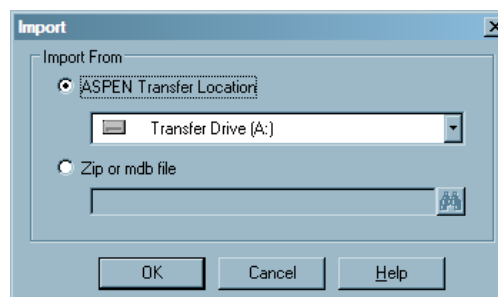 Import
Import From
ASPEN Transfer Location
Transfer Drive (A:)
Zip or mdb file
OK Cancel Help